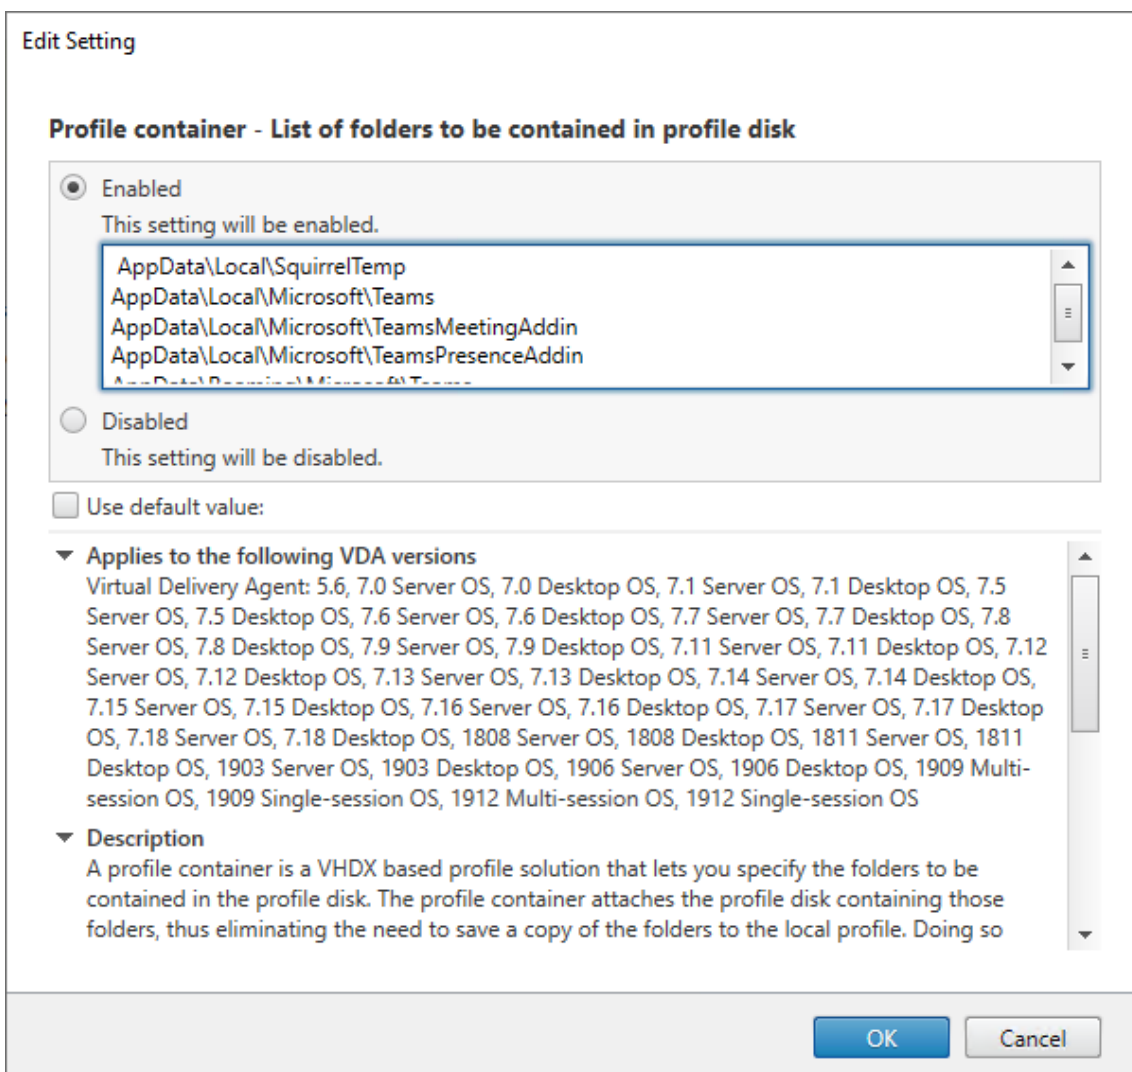 Edit Setting
Profile container - List of folders to be contained in profile disk
Enabled
This setting will be enabled.
AppData\Local\SquirrelTemp
AppData\Local\Microsoft\Teams
AppData\Local\Microsoft\TeamsMeetingAddin
AppData\Local\Microsoft\TeamsPresenceAddin
AppData\Roaming\Microsoft\Teams
Disabled
This setting will be disabled.
Use default value:
Applies to the following VDA versions
Virtual Delivery Agent: 5.6, 7.0 Server OS, 7.0 Desktop OS, 7.1 Server OS, 7.1 Desktop OS, 7.5
Server OS, 7.5 Desktop OS, 7.6 Server OS, 7.6 Desktop OS, 7.7 Server OS, 7.7 Desktop OS, 7.8
Server OS, 7.8 Desktop OS, 7.9 Server OS, 7.9 Desktop OS, 7.11 Server OS, 7.11 Desktop OS, 7.12
Server OS, 7.12 Desktop OS, 7.13 Server OS, 7.13 Desktop OS, 7.14 Server OS, 7.14 Desktop OS,
7.15 Server OS, 7.15 Desktop OS, 7.16 Server OS, 7.16 Desktop OS, 7.17 Server OS, 7.17 Desktop
OS, 7.18 Server OS, 7.18 Desktop OS, 1808 Server OS, 1808 Desktop OS, 1811 Server OS, 1811
Desktop OS, 1903 Server OS, 1903 Desktop OS, 1906 Server OS, 1906 Desktop OS, 1909 Multi-
session OS, 1909 Single-session OS, 1912 Multi-session OS, 1912 Single-session OS
Description
A profile container is a VHDX based profile solution that lets you specify the folders to be
contained in the profile disk. The profile container attaches the profile disk containing those
folders, thus eliminating the need to save a copy of the folders to the local profile. Doing so
OK
Cancel